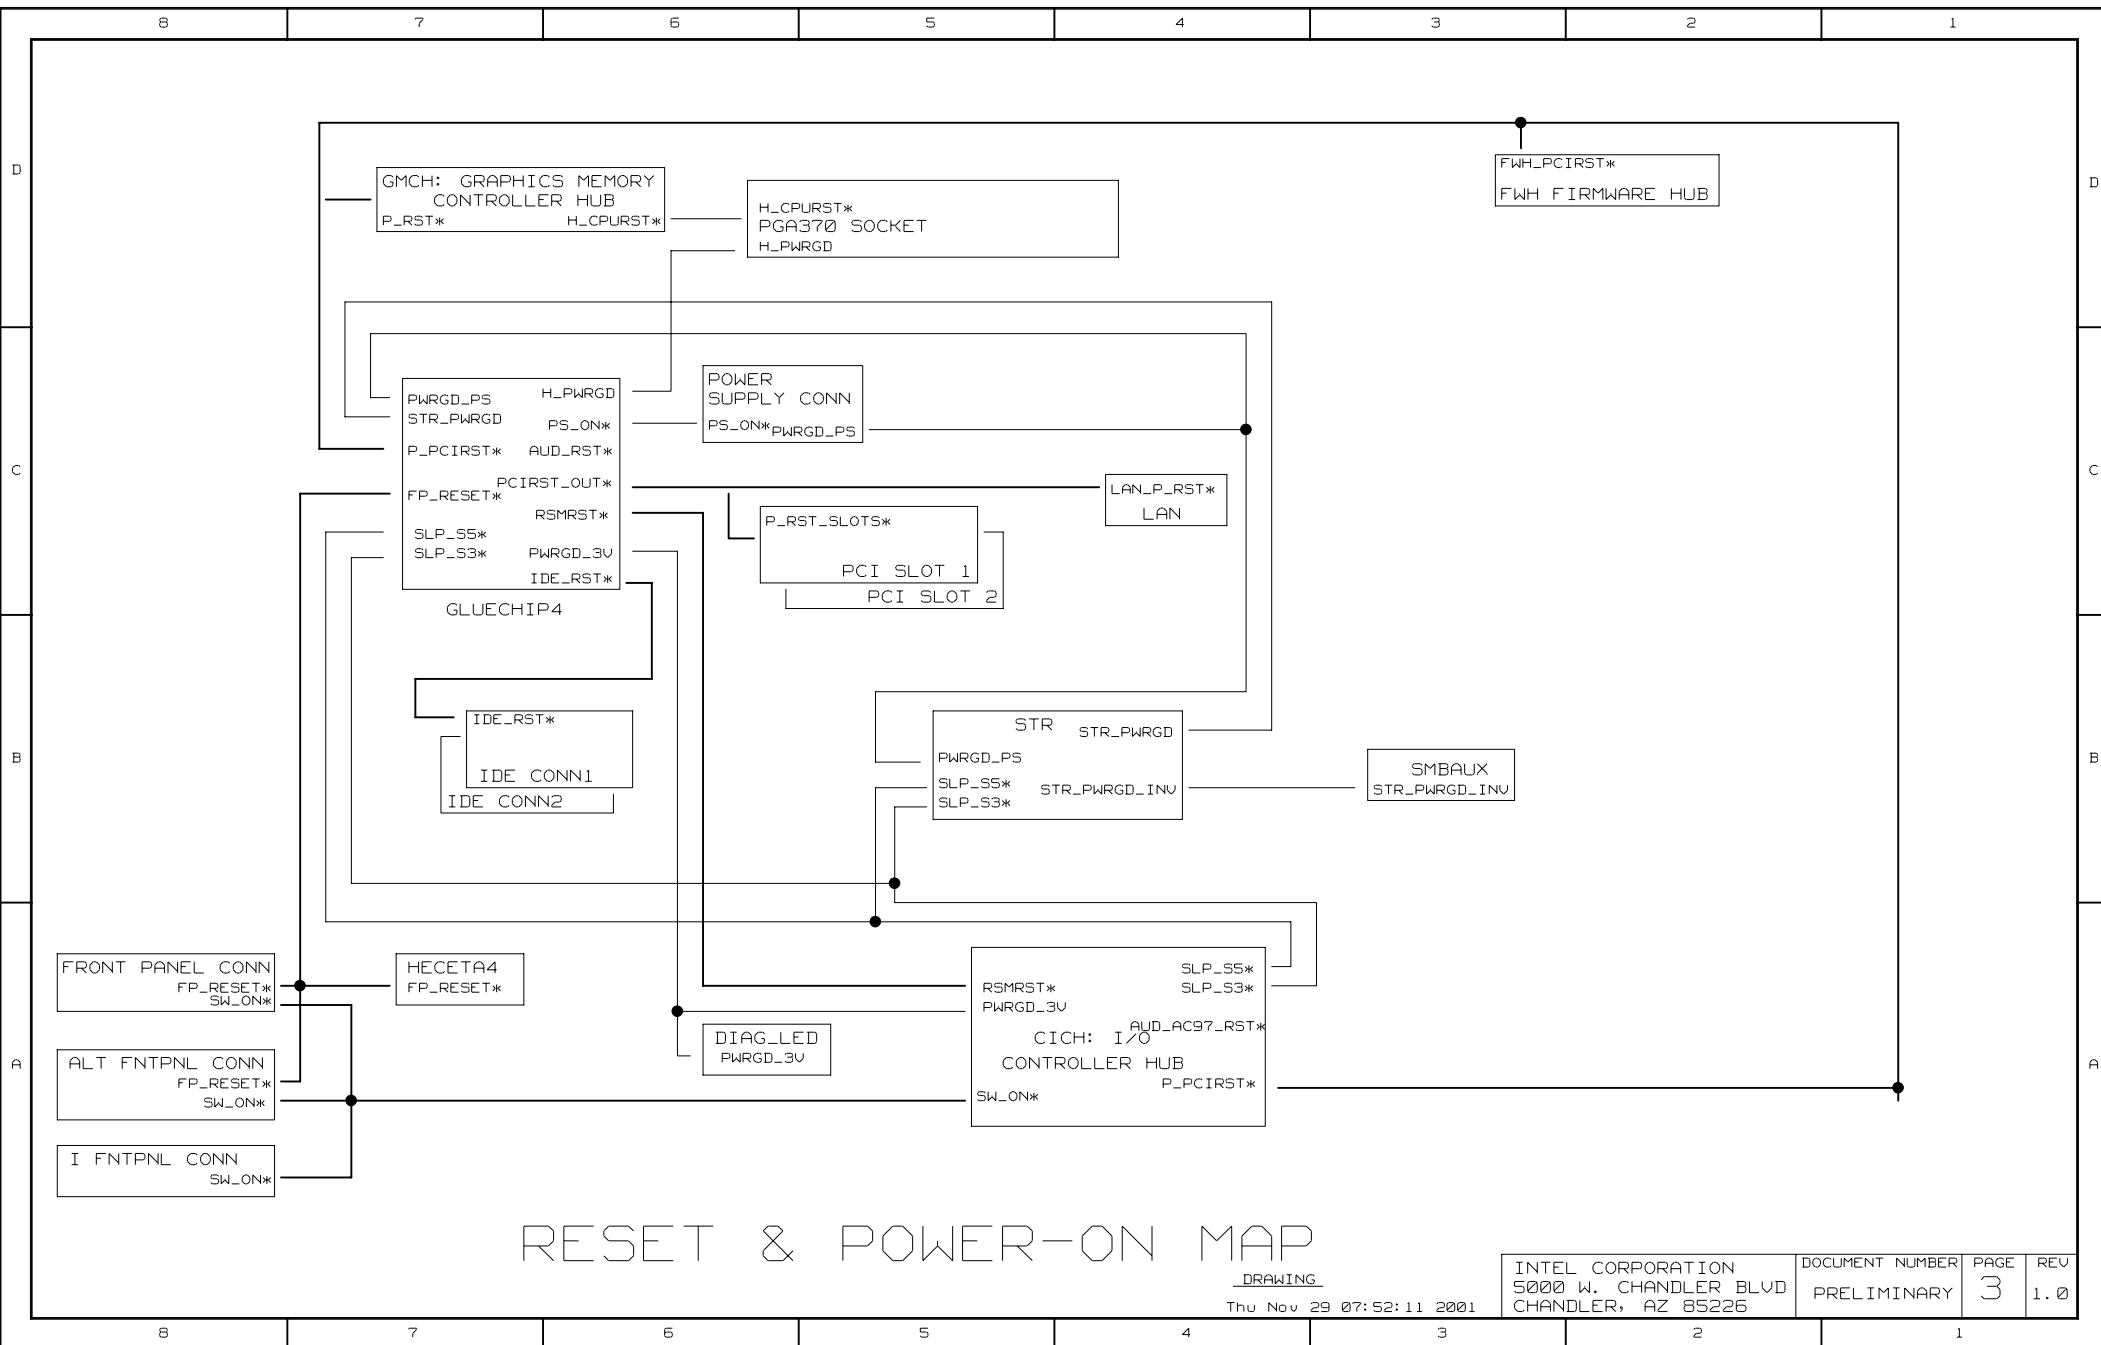 8 7 6 5 4 3 2 1
D
D
FWH_PCIRST*
FWH FIRMWARE HUB
GMCH: GRAPHICS MEMORY
CONTROLLER HUB
P_RST* H_CPURST*
H_CPURST*
PGA370 SOCKET
H_PWRGD
PWRGD_PS H_PWRGD
STR_PWRGD PS_ON*
P_PCIRST* AUD_RST*
PCIRST_OUT*
FP_RESET*
RSMRST*
SLP_S5*
SLP_S3* PWRGD_3V
IDE_RST*
GLUECHIP4
POWER
SUPPLY CONN
PS_ON* PWRGD_PS
C
C
LAN_P_RST*
LAN
P_RST_SLOTS*
PCI SLOT 1
PCI SLOT 2
IDE_RST*
IDE CONN1
IDE CONN2
STR STR_PWRGD
PWRGD_PS
SLP_S5* STR_PWRGD_INV
SLP_S3*
SMBAUX
STR_PWRGD_INV
B
B
FRONT PANEL CONN
FP_RESET*
SW_ON*
HECETA4
FP_RESET*
SLP_S5*
RSMRST* SLP_S3*
PWRGD_3V
AUD_AC97_RST*
CICH: I/O
CONTROLLER HUB
P_PCIRST*
SW_ON*
DIAG_LED
PWRGD_3V
ALT FNTPNL CONN
FP_RESET*
SW_ON*
A
A
I FNTPNL CONN
SW_ON*
RESET & POWER-ON MAP
DRAWING
Thu Nov 29 07:52:11 2001
INTEL CORPORATION
5000 W. CHANDLER BLVD
CHANDLER, AZ 85226
DOCUMENT NUMBER
PRELIMINARY
PAGE
3
REV
1.0
8 7 6 5 4 3 2 1